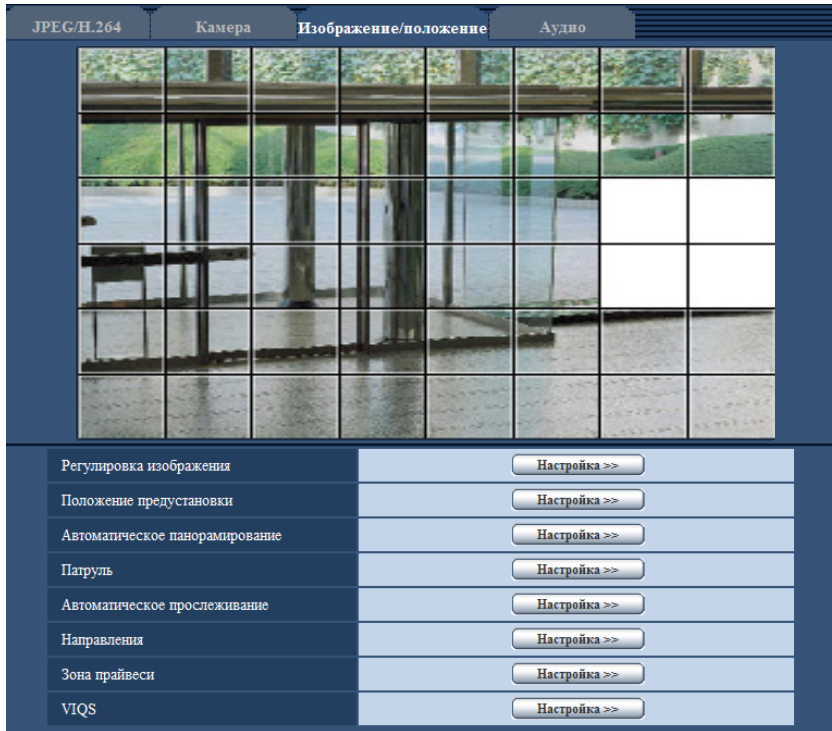 JPEG/H.264 Камера Изображение/положение Аудио
Регулировка изображения Настройка >>
Положение предустановки Настройка >>
Автоматическое панорамирование Настройка >>
Патруль Настройка >>
Автоматическое прослеживание Настройка >>
Направления Настройка >>
Зона прайвеси Настройка >>
VIQS Настройка >>